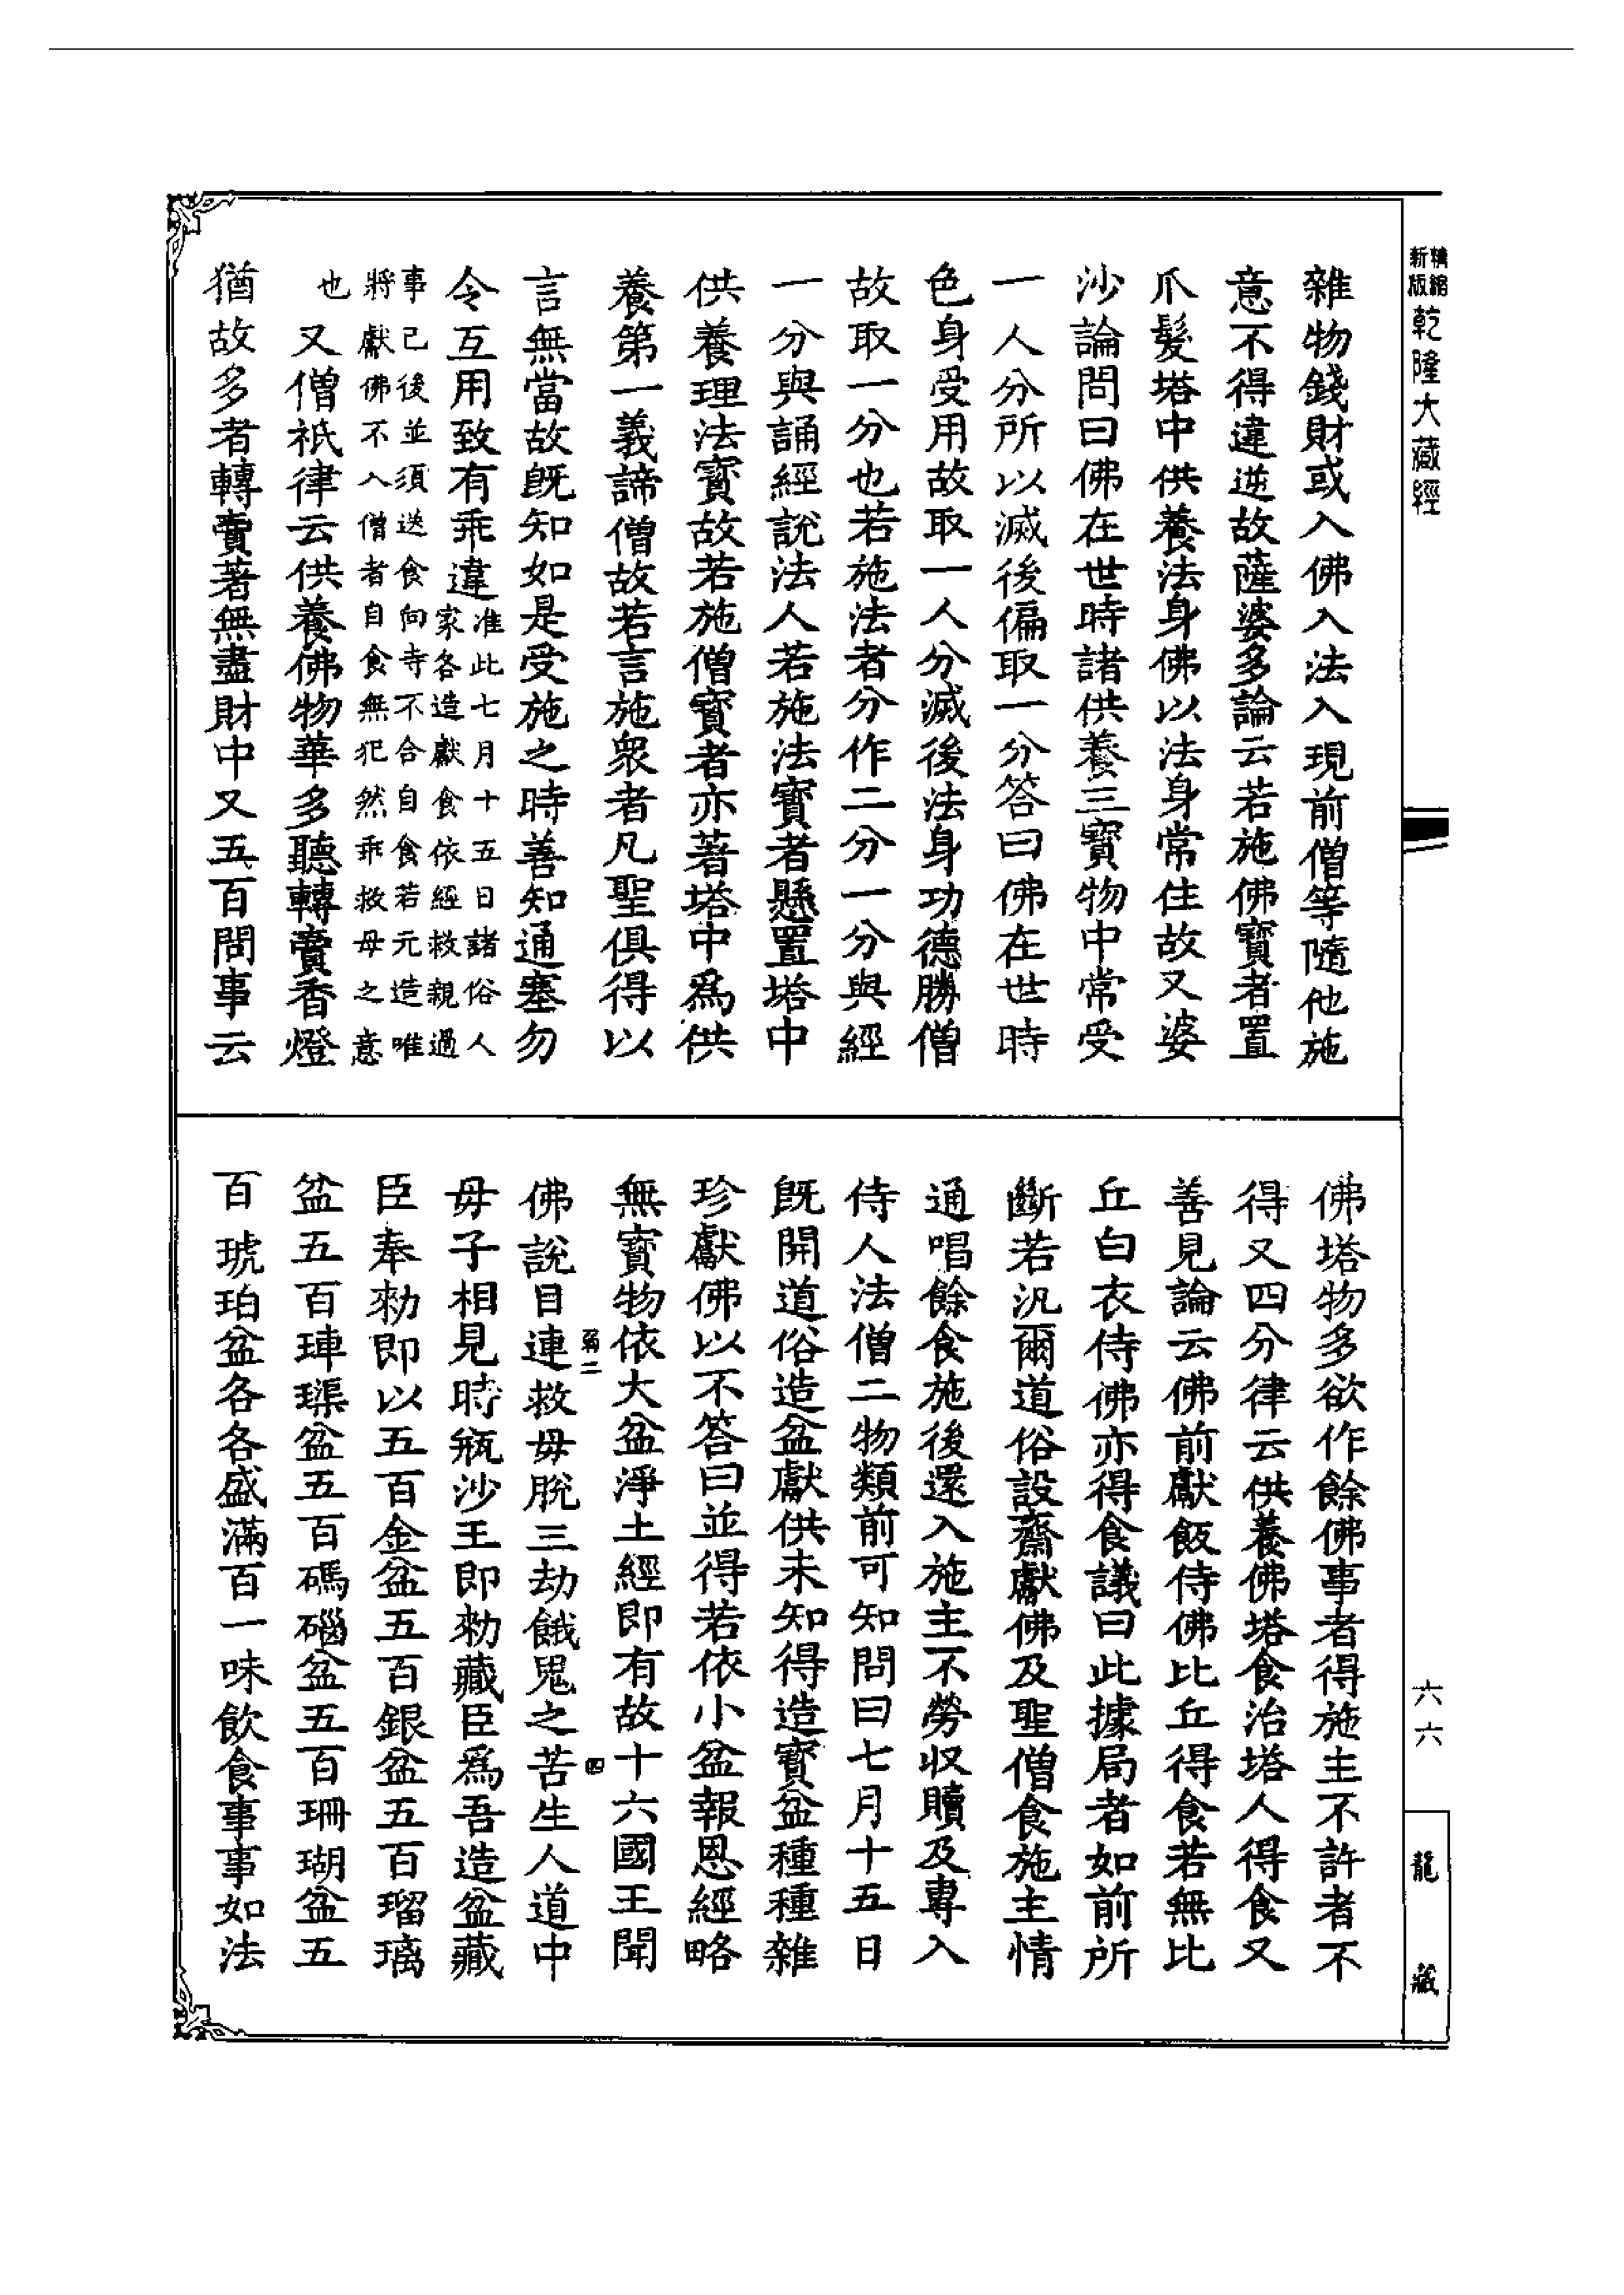 新版精縮乾隆大藏經
雜物錢財或入佛入法入現前僧等隨他施
意不得違逆故薩婆多論云若施佛寶者置
爪髮塔中供養法身佛以法身常住故又婆
沙論問曰佛在世時諸供養三寶物中常受
一人分所以滅後偏取一分答曰佛在世時
色身受用故取一人分滅後法身功德勝僧
故取一分也若施法者分作二分一分與經
一分與誦經說法人若施法寶者懸置塔中
供養理法寶故若施僧寶者亦著塔中為供
養第一義諦僧故若言施衆者凡聖俱得以
言無當故旣知如是受施之時善知通塞勿
令互用致有乖違准此七月十五日諸俗人
家各造獻食依經救親過
事已後並須送食向寺不合自食若元造唯
將獻佛不入僧者自食無犯然乖救母之意
也又僧祇律云供養佛物華多聽轉賣香燈
猶故多者轉賣著無盡財中又五百問事云
佛塔物多欲作餘佛事者得施主不許者不
得又四分律云供養佛塔食治塔人得食又
善見論云佛前獻飯侍佛比丘得食若無比
丘白衣侍佛亦得食議曰此據局者如前所
斷若汎爾道俗設齋獻佛及聖僧食施主情
通唱餘食施後還入施主不勞収贖及專入
侍人法僧二物類前可知問曰七月十五日
旣開道俗造盆獻供未知得造寶盆種種雜
珍獻佛以不答曰並得若依小盆報恩經略
無寶物依大盆淨土經即有故十六國王聞
佛說目連救母脫三劫餓鬼之苦生人道中
母子相見時瓶沙王即勑藏臣為吾造盆藏
臣奉勑即以五百金盆五百銀盆五百瑠璃
盆五百硨磲盆五百碼碯盆五百珊瑚盆五
百琥珀盆各各盛滿百一味飲食事事如法
六六
龍藏